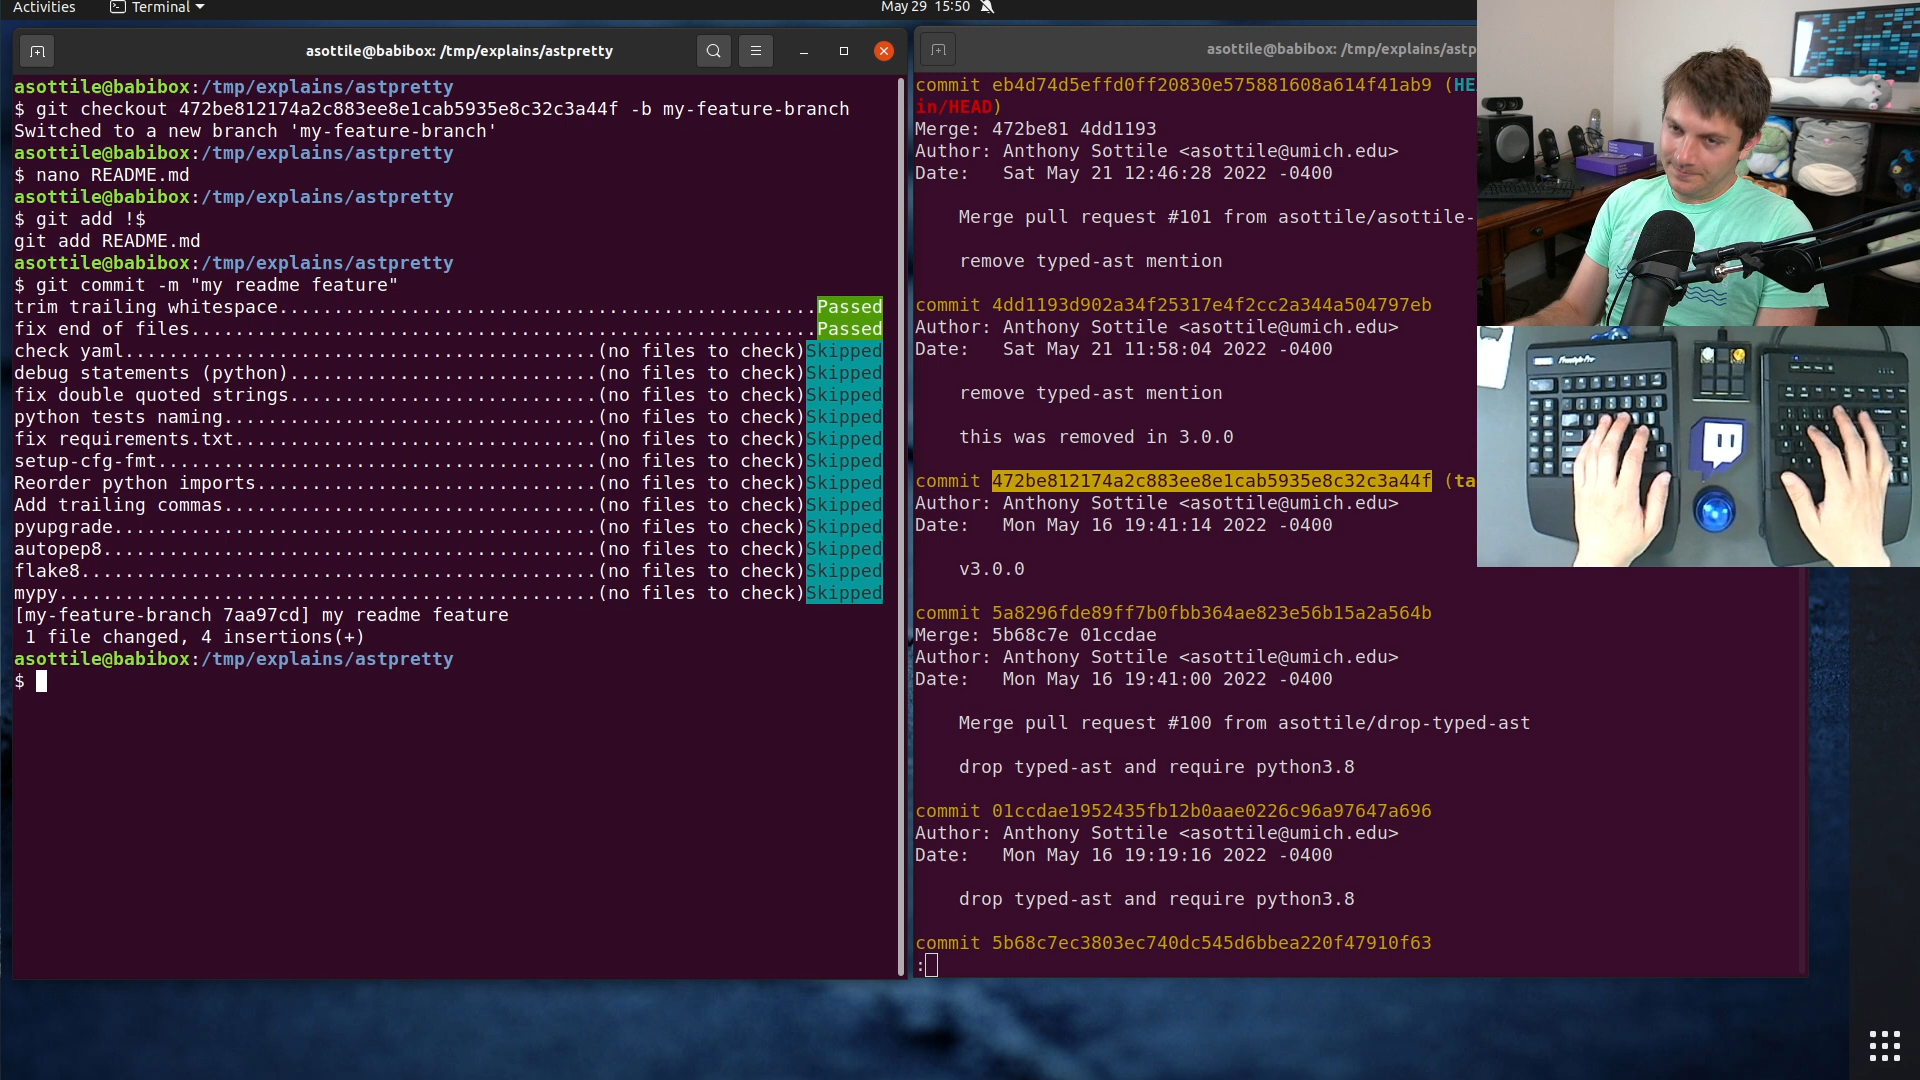 Activities
Terminal
May 29 15:50
asottile@babibox: /tmp/explains/astpretty
asottile@babibox:/tmp/explains/astpretty
$ git checkout 472be812174a2c883ee8e1cab5935e8c32c3a44f -b my-feature-branch
Switched to a new branch 'my-feature-branch'
asottile@babibox:/tmp/explains/astpretty
$ nano README.md
asottile@babibox:/tmp/explains/astpretty
$ git add !$
git add README.md
asottile@babibox:/tmp/explains/astpretty
$ git commit -m "my readme feature"
trim trailing whitespace.................................................Passed
fix end of files.........................................................Passed
check yaml...........................................(no files to check)Skipped
debug statements (python)............................(no files to check)Skipped
fix double quoted strings............................(no files to check)Skipped
python tests naming..................................(no files to check)Skipped
fix requirements.txt.................................(no files to check)Skipped
setup-cfg-fmt........................................(no files to check)Skipped
Reorder python imports...............................(no files to check)Skipped
Add trailing commas..................................(no files to check)Skipped
pyupgrade............................................(no files to check)Skipped
autopep8.............................................(no files to check)Skipped
flake8...............................................(no files to check)Skipped
mypy.................................................(no files to check)Skipped
[my-feature-branch 7aa97cd] my readme feature
 1 file changed, 4 insertions(+)
asottile@babibox:/tmp/explains/astpretty
$
asottile@babibox: /tmp/explains/astp
commit eb4d74d5effd0ff20830e575881608a614f41ab9 (HE
in/HEAD)
Merge: 472be81 4dd1193
Author: Anthony Sottile <asottile@umich.edu>
Date:   Sat May 21 12:46:28 2022 -0400
    Merge pull request #101 from asottile/asottile-
    remove typed-ast mention
commit 4dd1193d902a34f25317e4f2cc2a344a504797eb
Author: Anthony Sottile <asottile@umich.edu>
Date:   Sat May 21 11:58:04 2022 -0400
    remove typed-ast mention
    this was removed in 3.0.0
commit 472be812174a2c883ee8e1cab5935e8c32c3a44f (ta
Author: Anthony Sottile <asottile@umich.edu>
Date:   Mon May 16 19:41:14 2022 -0400
    v3.0.0
commit 5a8296fde89ff7b0fbb364ae823e56b15a2a564b
Merge: 5b68c7e 01ccdae
Author: Anthony Sottile <asottile@umich.edu>
Date:   Mon May 16 19:41:00 2022 -0400
    Merge pull request #100 from asottile/drop-typed-ast
    drop typed-ast and require python3.8
commit 01ccdae1952435fb12b0aae0226c96a97647a696
Author: Anthony Sottile <asottile@umich.edu>
Date:   Mon May 16 19:19:16 2022 -0400
    drop typed-ast and require python3.8
commit 5b68c7ec3803ec740dc545d6bbea220f47910f63
:
Freestyle Pro